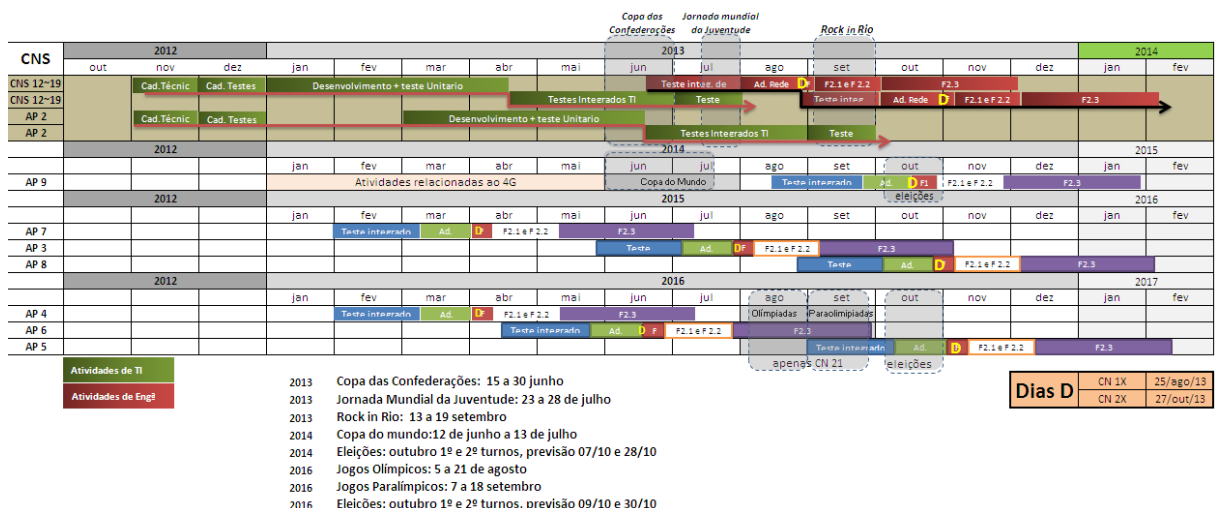 Copa das Jornada mundial
Confederações da Juventude Rock in Rio
CNS 2012 2013 2014
out nov dez jan fev mar abr mai jun jul ago set out nov dez jan fev
CNS 12~19 Cad.Técnic Cad. Testes Desenvolvimento + teste Unitario Teste integ. de Ad. Rede D F2.1 e F 2.2 F2.3
CNS 12~19 Testes Integrados TI Teste Teste integ. Ad. Rede D F2.1 e F 2.2 F2.3
AP 2 Cad.Técnic Cad. Testes Desenvolvimento + teste Unitario
AP 2 Testes Integrados TI Teste
2012 2014 2015
jan fev mar abr mai jun jul ago set out nov dez jan fev
AP 9 Atividades relacionadas ao 4G Copa do Mundo Teste integrado Ad. D F1 F2.1 e F 2.2 F2.3
eleições
2012 2015 2016
jan fev mar abr mai jun jul ago set out nov dez jan fev
AP 7 Teste integrado Ad. D F F2.1 e F 2.2 F2.3
AP 3 Teste Ad. D F F2.1 e F 2.2 F2.3
AP 8 Teste Ad. D F2.1 e F 2.2 F2.3
2012 2016 2017
jan fev mar abr mai jun jul ago set out nov dez jan fev
AP 4 Teste integrado Ad. D F F2.1 e F 2.2 F2.3 Olímpiadas Paraolimipiadas
AP 6 Teste integrado Ad. D F F2.1 e F 2.2 F2.3
AP 5 Teste integrado Ad. D F2.1 e F 2.2 F2.3
apenas CN 21 eleições
Atividades de TI
Atividades de Engª
2013 Copa das Confederações: 15 a 30 junho
2013 Jornada Mundial da Juventude: 23 a 28 de julho
2013 Rock in Rio: 13 a 19 setembro
2014 Copa do mundo:12 de junho a 13 de julho
2014 Eleições: outubro 1º e 2º turnos, previsão 07/10 e 28/10
2016 Jogos Olímpicos: 5 a 21 de agosto
2016 Jogos Paralímpicos: 7 a 18 setembro
2016 Eleições: outubro 1º e 2º turnos, previsão 09/10 e 30/10
Dias D
CN 1X 25/ago/13
CN 2X 27/out/13